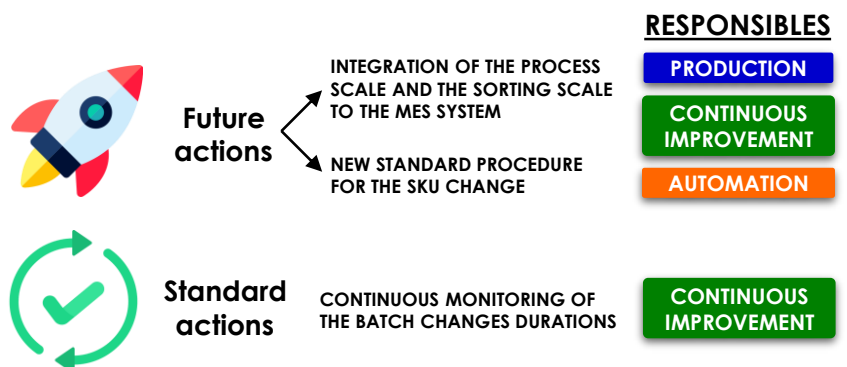 RESPONSIBLES
INTEGRATION OF THE PROCESS
SCALE AND THE SORTING SCALE
TO THE MES SYSTEM
PRODUCTION
Future
actions
CONTINUOUS
IMPROVEMENT
NEW STANDARD PROCEDURE
FOR THE SKU CHANGE
AUTOMATION
Standard
actions
CONTINUOUS MONITORING OF
THE BATCH CHANGES DURATIONS
CONTINUOUS
IMPROVEMENT